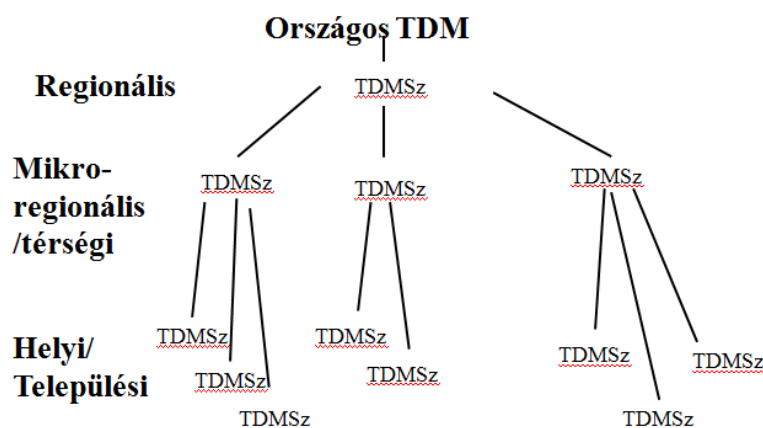 Országos TDM
Regionális
TDMSz
Mikro-
regionális
/térségi
TDMSz
TDMSz
TDMSz
Helyi/
Települési
TDMSz
TDMSz
TDMSz
TDMSz
TDMSz
TDMSz
TDMSz
TDMSz